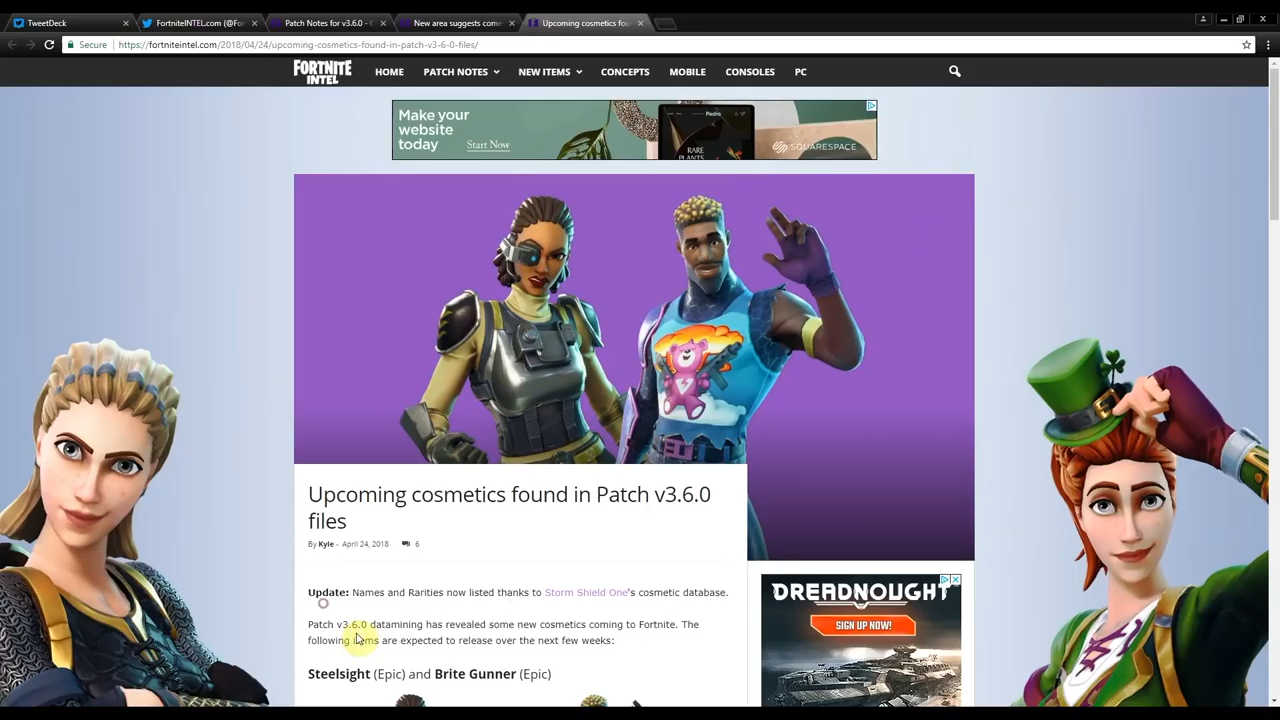 TweetDeck
FortniteINTEL.com (@For
Patch Notes for v3.6.0 -
New area suggests come
Upcoming cosmetics fou
Secure
https://fortniteintel.com/2018/04/24/upcoming-cosmetics-found-in-patch-v3-6-0-files/
FORTNITE
INTEL
HOME PATCH NOTES NEW ITEMS CONCEPTS MOBILE CONSOLES PC
Make your
website
today
Start Now
Pedro
RARE
PLANTS
SQUARESPACE
Upcoming cosmetics found in Patch v3.6.0
files
By Kyle - April 24, 2018 6
Update: Names and Rarities now listed thanks to Storm Shield One's cosmetic database.
Patch v3.6.0 datamining has revealed some new cosmetics coming to Fortnite. The
following items are expected to release over the next few weeks:
Steelsight (Epic) and Brite Gunner (Epic)
DREADNOUGHT
SIGN UP NOW!